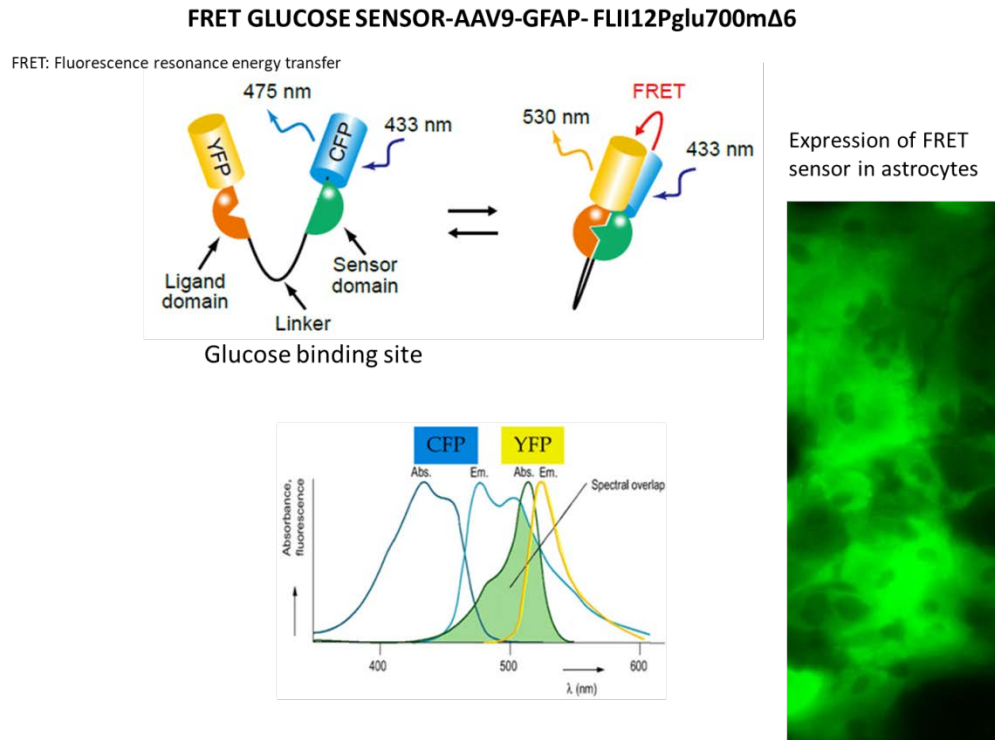 FRET GLUCOSE SENSOR-AAV9-GFAP- FLII12Pglu700mΔ6
FRET: Fluorescence resonance energy transfer
475 nm
433 nm
YFP
CFP
Ligand
domain
Linker
Sensor
domain
530 nm
FRET
433 nm
Glucose binding site
Expression of FRET
sensor in astrocytes
CFP
YFP
Abs.
Em.
Abs.
Em.
Spectral overlap
Absorbance,
fluorescence
400
500
600
λ (nm)